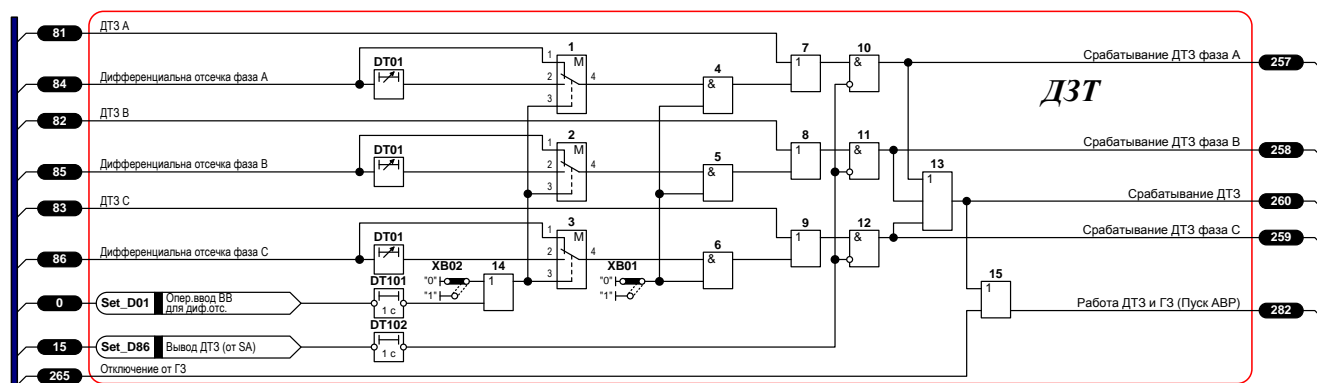 81 ДТЗ А
84 Дифференциальна отсечка фаза А
DT01
1
M
1
2
3
4
4
&
7
1
10
&
Срабатывание ДТЗ фаза А 257
ДЗТ
82 ДТЗ В
85 Дифференциальна отсечка фаза В
DT01
2
M
1
2
3
4
5
&
8
1
11
&
Срабатывание ДТЗ фаза В 258
13
1
Срабатывание ДТЗ 260
83 ДТЗ С
86 Дифференциальна отсечка фаза С
DT01
3
M
1
2
3
4
6
&
9
1
12
&
Срабатывание ДТЗ фаза С 259
XB02
"0"
"1"
14
1
XB01
"0"
"1"
0 Set_D01 Опер.ввод ВВ
для диф.отс.
DT101
1 с
15
1
Работа ДТЗ и ГЗ (Пуск АВР) 282
15 Set_D86 Вывод ДТЗ (от SA)
DT102
1 с
265 Отключение от ГЗ